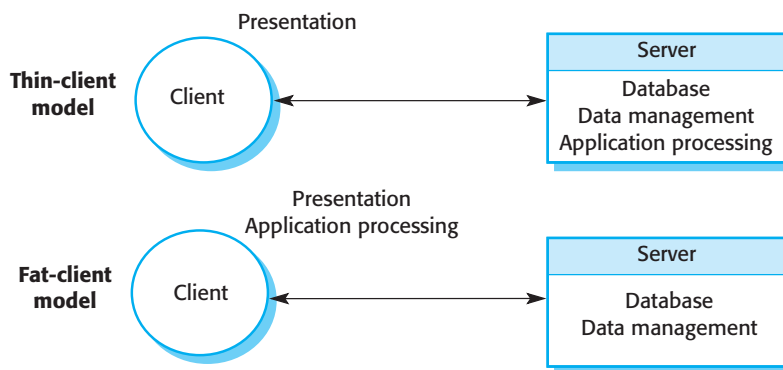 Presentation
Thin-client
model
Client
Server
Database
Data management
Application processing
Presentation
Application processing
Fat-client
model
Client
Server
Database
Data management